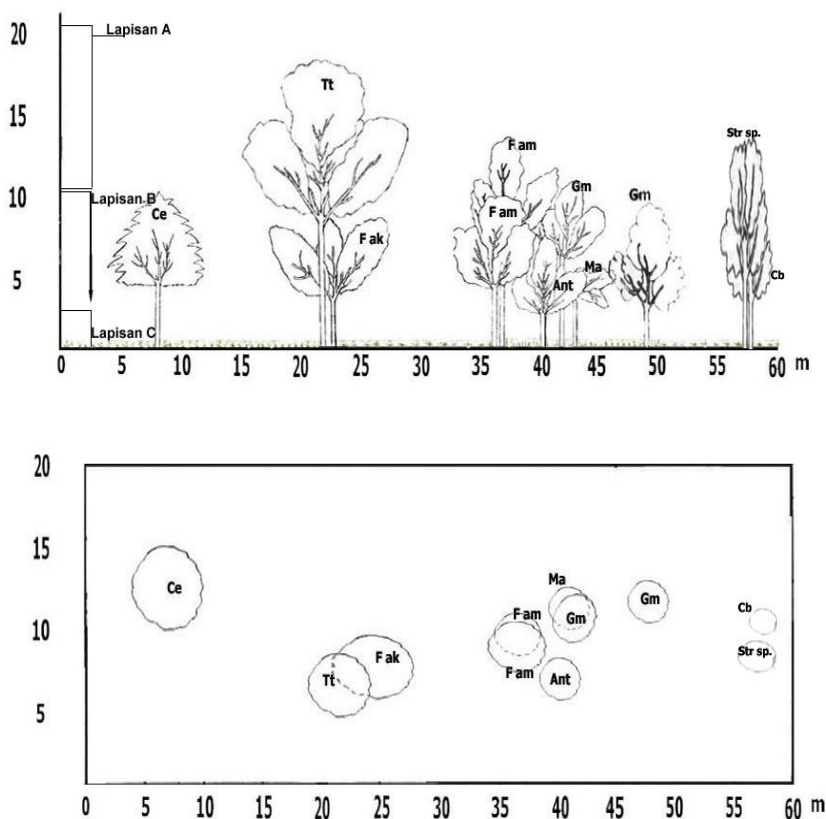 20
Lapisan A
15
10
Lapisan B
5
Lapisan C
Tt
Ce
F ak
F am
F am
Gm
Gm
Ma
Ant
Str sp.
Cb
0 5 10 15 20 25 30 35 40 45 50 55 60 m
20
15
10
5
Ce
Tt
F ak
Ma
F am
Gm
F am
Ant
Gm
Cb
Str sp.
0 5 10 15 20 25 30 35 40 45 50 55 60 m